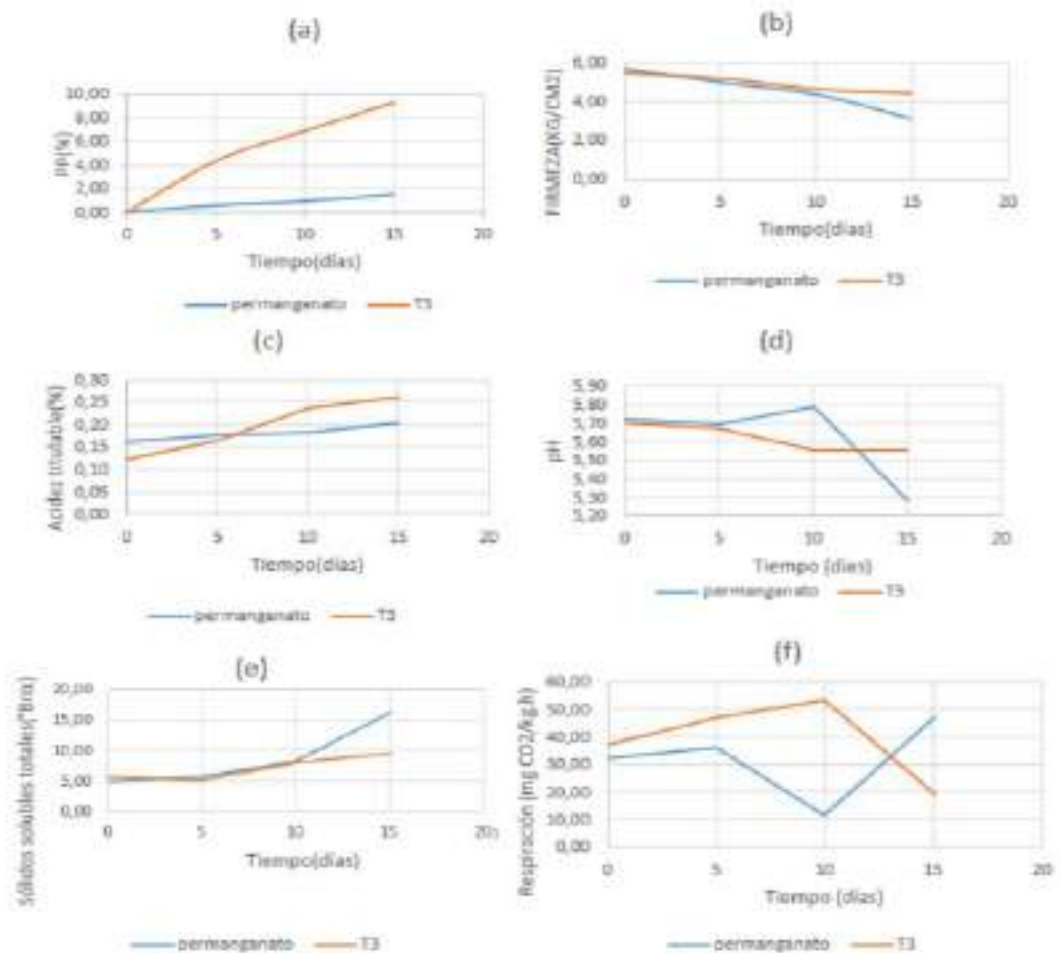 (a)
10,00
8,00
6,00
4,00
2,00
0,00
PP(%)
0 5 10 15 20
Tiempo(días)
permanganato T3
(b)
6,00
4,00
2,00
0,00
FIRMEZA(KG/CM2)
0 5 10 15 20
Tiempo(días)
permanganato T3
(c)
0,30
0,25
0,20
0,15
0,10
0,05
0,00
Acidez titulable(%)
0 5 10 15 20
Tiempo(días)
permanganato T3
(d)
5,90
5,80
5,70
5,60
5,50
5,40
5,30
5,20
pH
0 5 10 15 20
Tiempo (días)
permanganato T3
(e)
20,00
15,00
10,00
5,00
0,00
Sólidos solubles totales(°Brix)
0 5 10 15 20
Tiempo(días)
permanganato T3
(f)
60,00
50,00
40,00
30,00
20,00
10,00
0,00
Respiración (mg CO2/kg.h)
0 5 10 15 20
Tiempo (días)
permanganato T3